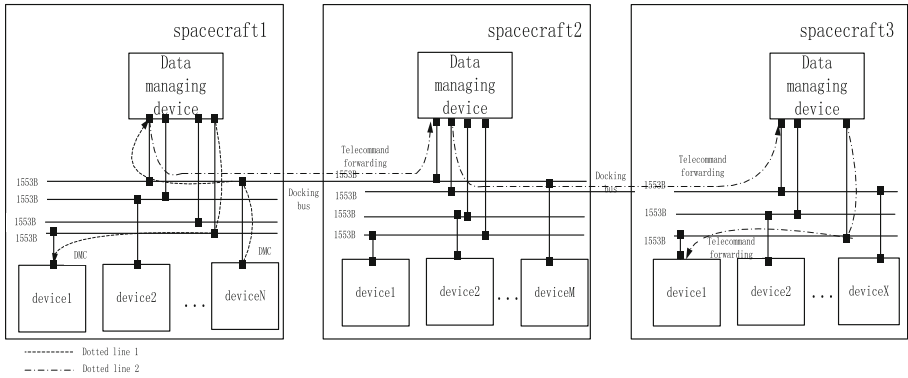 spacecraft1
spacecraft2
spacecraft3
Data
managing
device
Data
managing
device
Data
managing
device
Telecommand
forwarding
Telecommand
forwarding
1553B
1553B
1553B
1553B
Docking
bus
1553B
1553B
1553B
1553B
Docking
bus
1553B
1553B
1553B
DMC
DMC
Telecommand
forwarding
device1
device2
...
deviceN
device1
device2
...
deviceM
device1
device2
...
deviceX
Dotted line 1
Dotted line 2